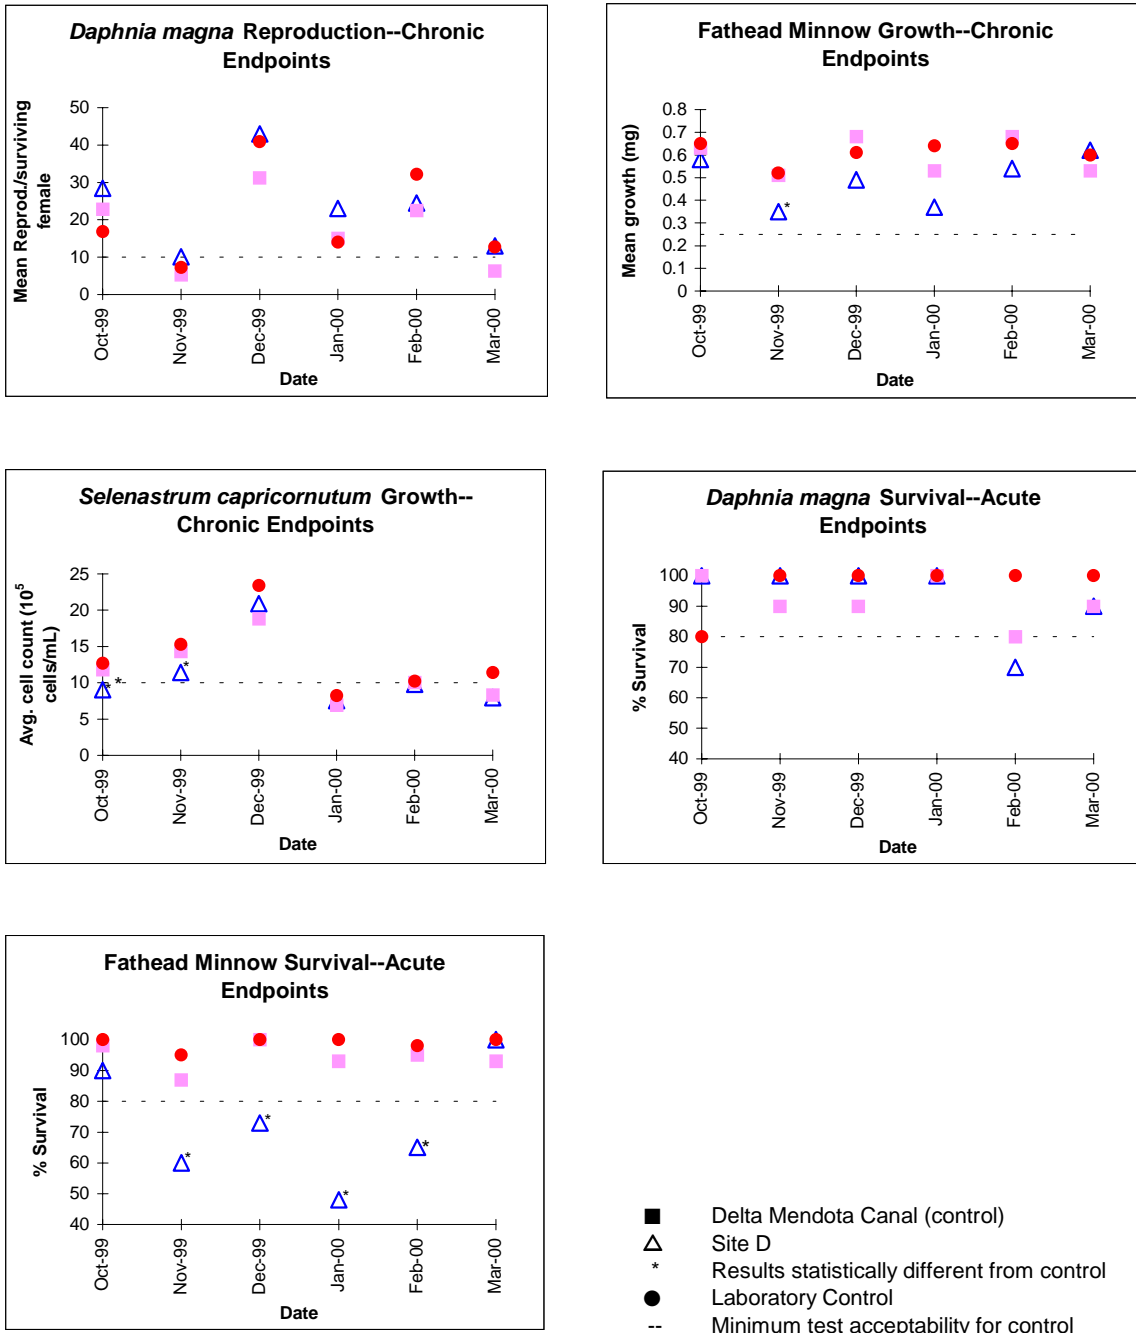 Daphnia magna Reproduction--Chronic
Endpoints
Mean Reprod./surviving
female
50
40
30
20
10
0
Oct-99
Nov-99
Dec-99
Jan-00
Feb-00
Mar-00
Date
Fathead Minnow Growth--Chronic
Endpoints
Mean growth (mg)
0.8
0.7
0.6
0.5
0.4
0.3
0.2
0.1
0
*
Oct-99
Nov-99
Dec-99
Jan-00
Feb-00
Mar-00
Date
Selenastrum capricornutum Growth--
Chronic Endpoints
Avg. cell count (10⁵
cells/mL)
25
20
15
10
5
0
* *
*
Oct-99
Nov-99
Dec-99
Jan-00
Feb-00
Mar-00
Date
Daphnia magna Survival--Acute
Endpoints
% Survival
100
90
80
70
60
50
40
Oct-99
Nov-99
Dec-99
Jan-00
Feb-00
Mar-00
Date
Fathead Minnow Survival--Acute
Endpoints
% Survival
100
90
80
70
60
50
40
*
*
*
*
Oct-99
Nov-99
Dec-99
Jan-00
Feb-00
Mar-00
Date
Delta Mendota Canal (control)
Site D
* Results statistically different from control
Laboratory Control
-- Minimum test acceptability for control